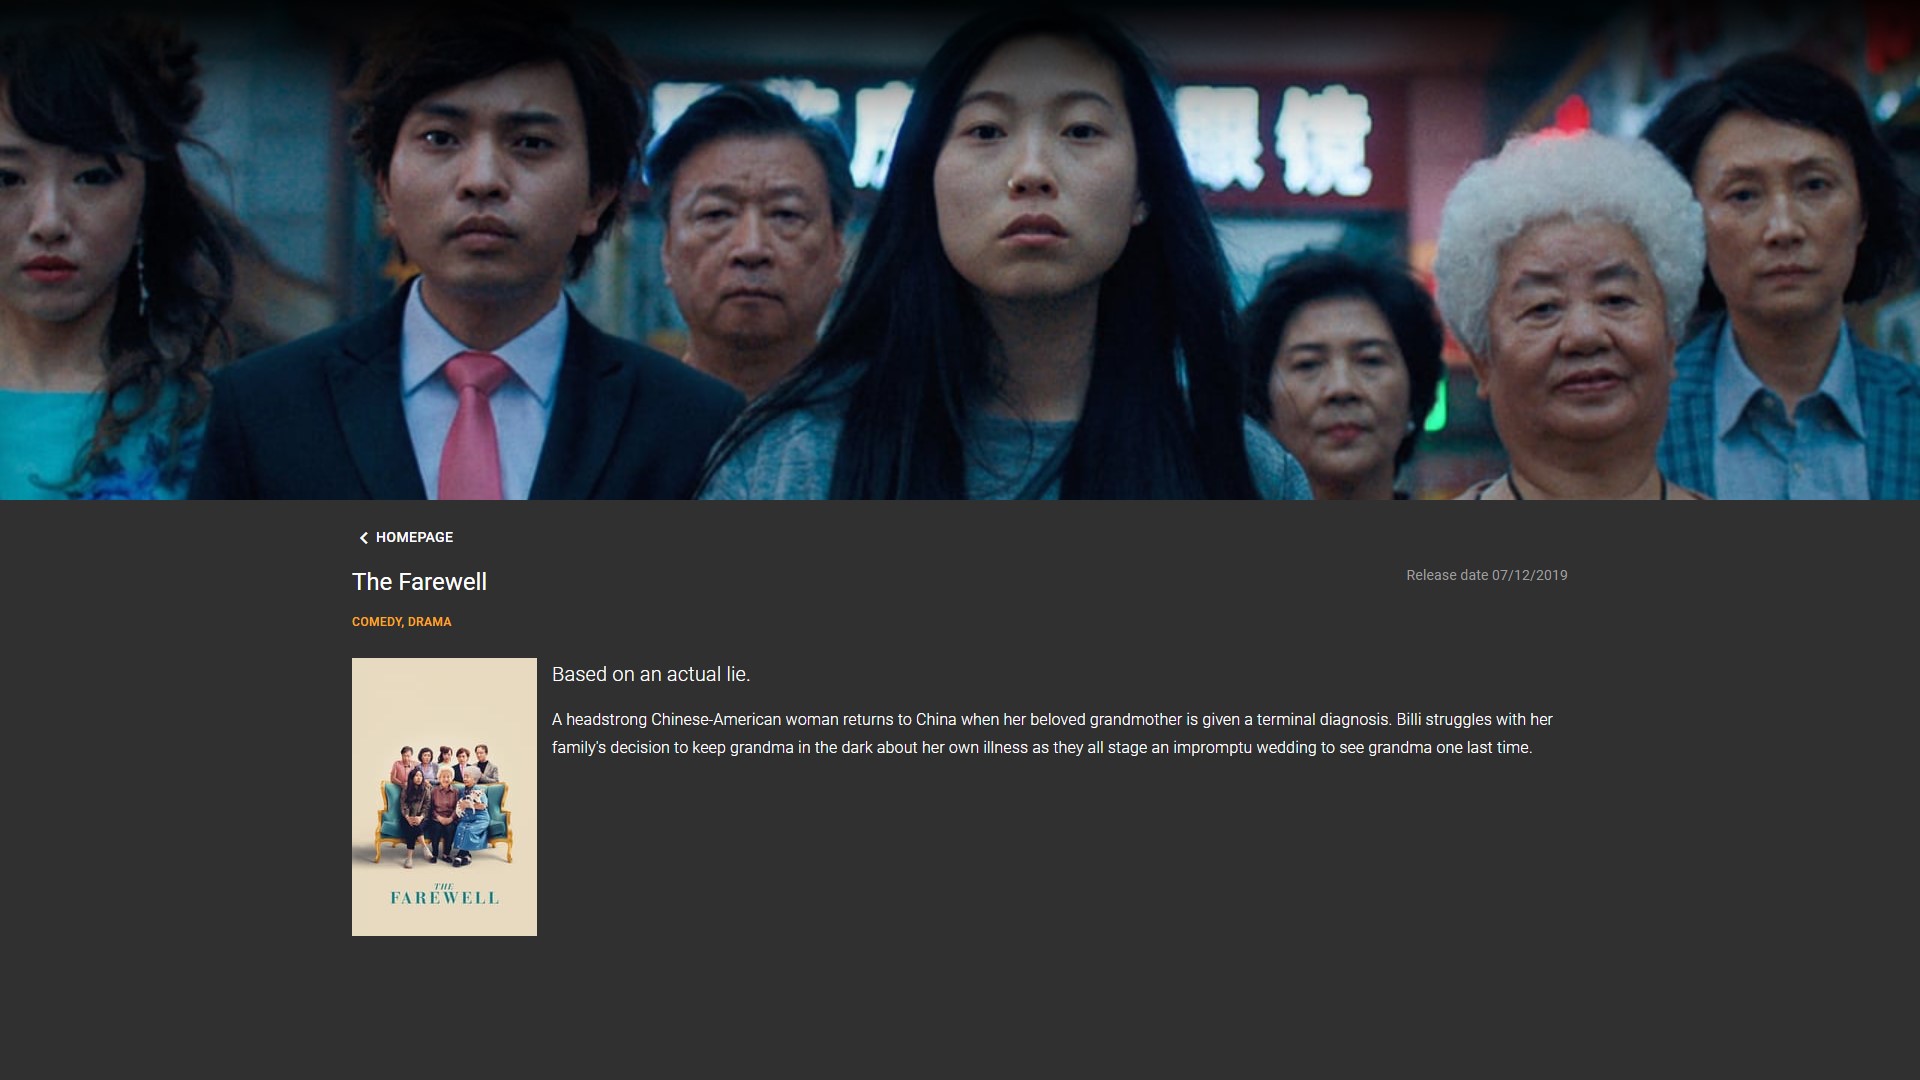 眼镜
HOMEPAGE
The Farewell
Release date 07/12/2019
COMEDY, DRAMA
Based on an actual lie.
A headstrong Chinese-American woman returns to China when her beloved grandmother is given a terminal diagnosis. Billi struggles with her
family's decision to keep grandma in the dark about her own illness as they all stage an impromptu wedding to see grandma one last time.
THE
FAREWELL